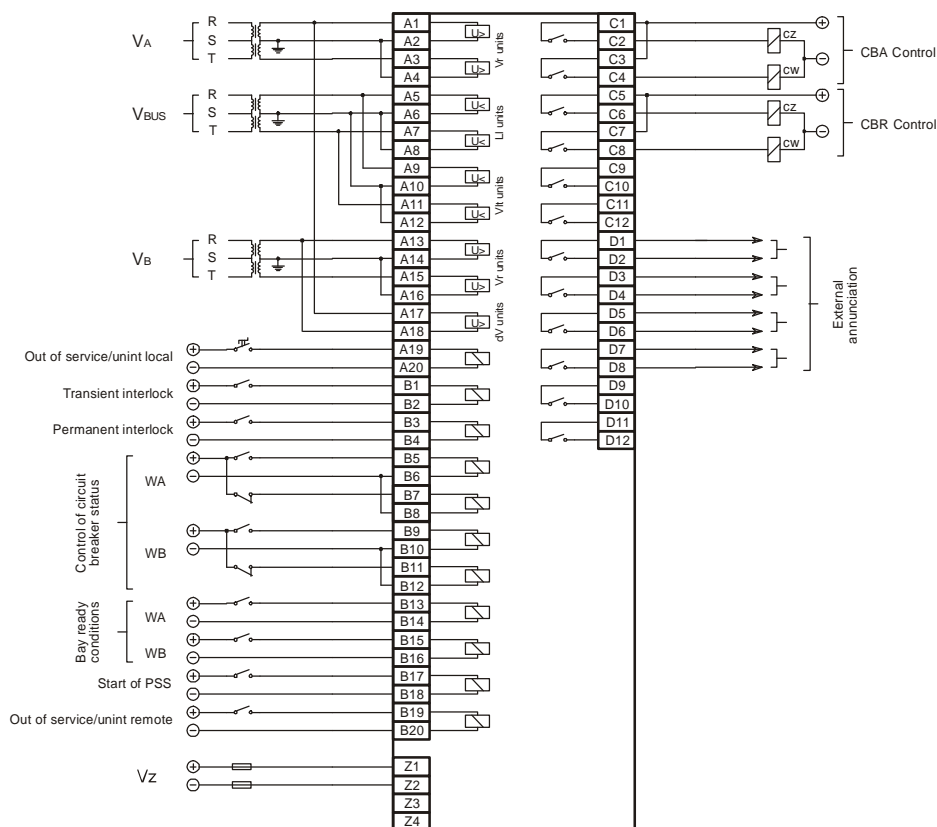 R A1 U> C1
V_A S A2 Vr units C2 CZ
T A3 C3 CBA Control
A4 U> C4 CW
R A5 U< C5
V_BUS S A6 LI units C6 CZ
T A7 U< C7 CBR Control
A8 C8 CW
A9 U< C9
A10 Vlt units C10
A11 U< C11
A12 C12
R A13 U> D1
V_B S A14 Vr units D2
T A15 U> D3
A16 D4
A17 U> dV units D5 External
A18 D6 annunciation
Out of service/unint local A19 D7
A20 D8
Transient interlock B1 D9
B2 D10
Permanent interlock B3 D11
B4 D12
Control of circuit
breaker status
WA B5
B6
B7
B8
WB B9
B10
B11
B12
Bay ready
conditions
WA B13
B14
WB B15
B16
Start of PSS B17
B18
Out of service/unint remote B19
B20
Vz Z1
Z2
Z3
Z4